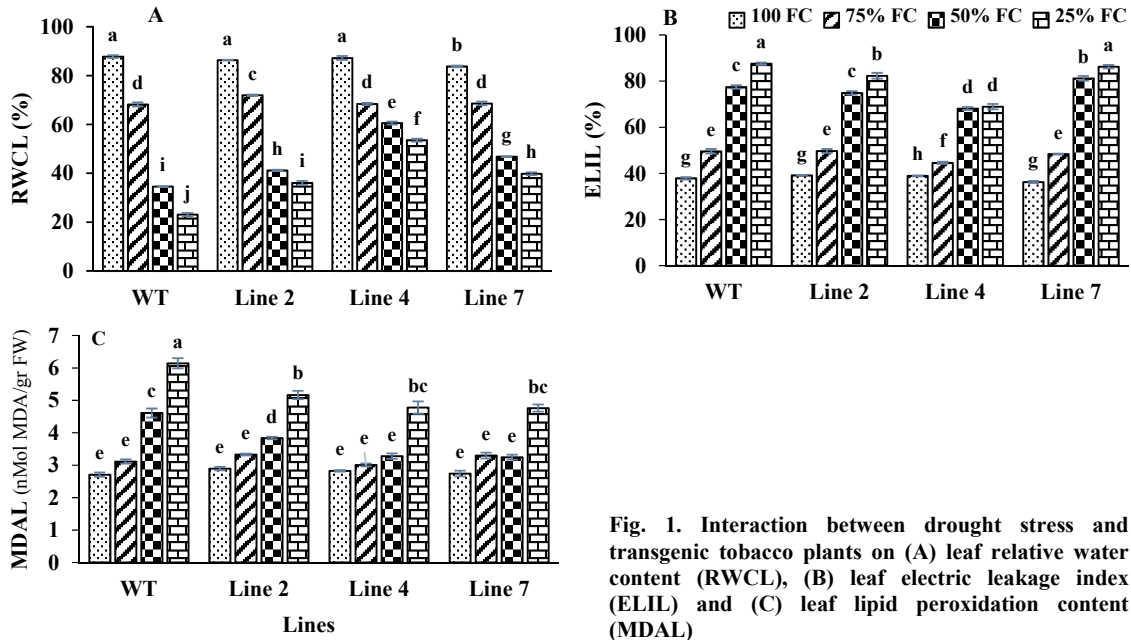 A
RWCL (%)
100
80
60
40
20
0
a d i j
a c h i
a d e f
b d g h
WT Line 2 Line 4 Line 7
B
100 FC 75% FC 50% FC 25% FC
ELIL (%)
100
80
60
40
20
0
g e c a
g e c b
h f d d
g e b a
WT Line 2 Line 4 Line 7
C
MDAL (nMol MDA/gr FW)
7
6
5
4
3
2
1
0
e e c a
e e d b
e e e bc
e e e bc
WT Line 2 Line 4 Line 7
Lines
Fig. 1. Interaction between drought stress and
transgenic tobacco plants on (A) leaf relative water
content (RWCL), (B) leaf electric leakage index
(ELIL) and (C) leaf lipid peroxidation content
(MDAL)